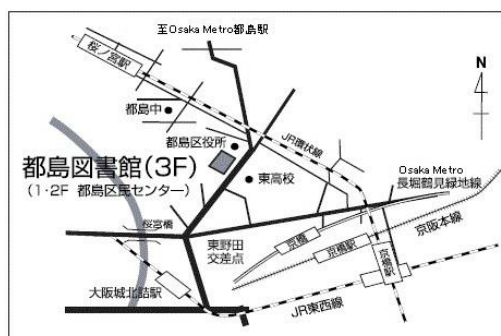 至Osaka Metro都島駅
桜ノ宮駅
N
都島中
JR環状線
都島区役所
都島図書館(3F)
(1・2F 都島区民センター)
東高校
Osaka Metro
長堀鶴見緑地線
京阪本線
桜宮橋
東野田
交差点
京橋
京橋駅
京橋駅
大阪城北詰駅
JR東西線